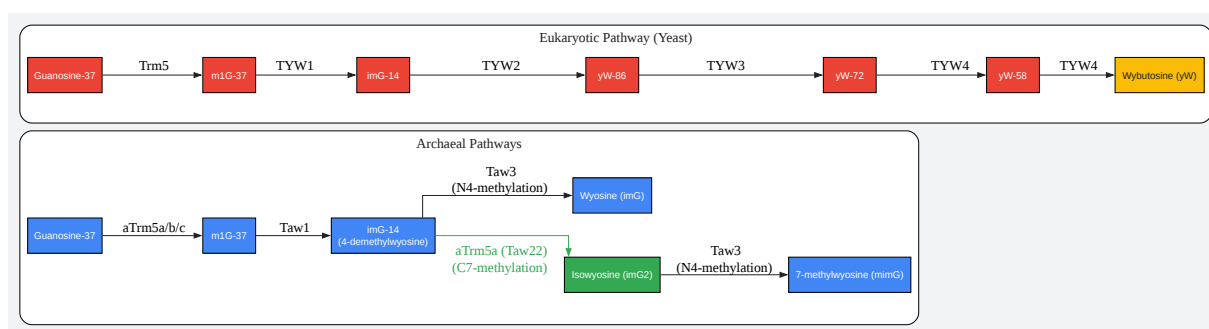 Eukaryotic Pathway (Yeast)
Guanosine-37
Trm5
m1G-37
TYW1
imG-14
TYW2
yW-86
TYW3
yW-72
TYW4
yW-58
TYW4
Wybutosine (yW)
Archaeal Pathways
Guanosine-37
aTrm5a/b/c
m1G-37
Taw1
imG-14
(4-demethylwyosine)
Taw3
(N4-methylation)
Wyosine (imG)
aTrm5a (Taw22)
(C7-methylation)
Isowyosine (imG2)
Taw3
(N4-methylation)
7-methylwyosine (mimG)